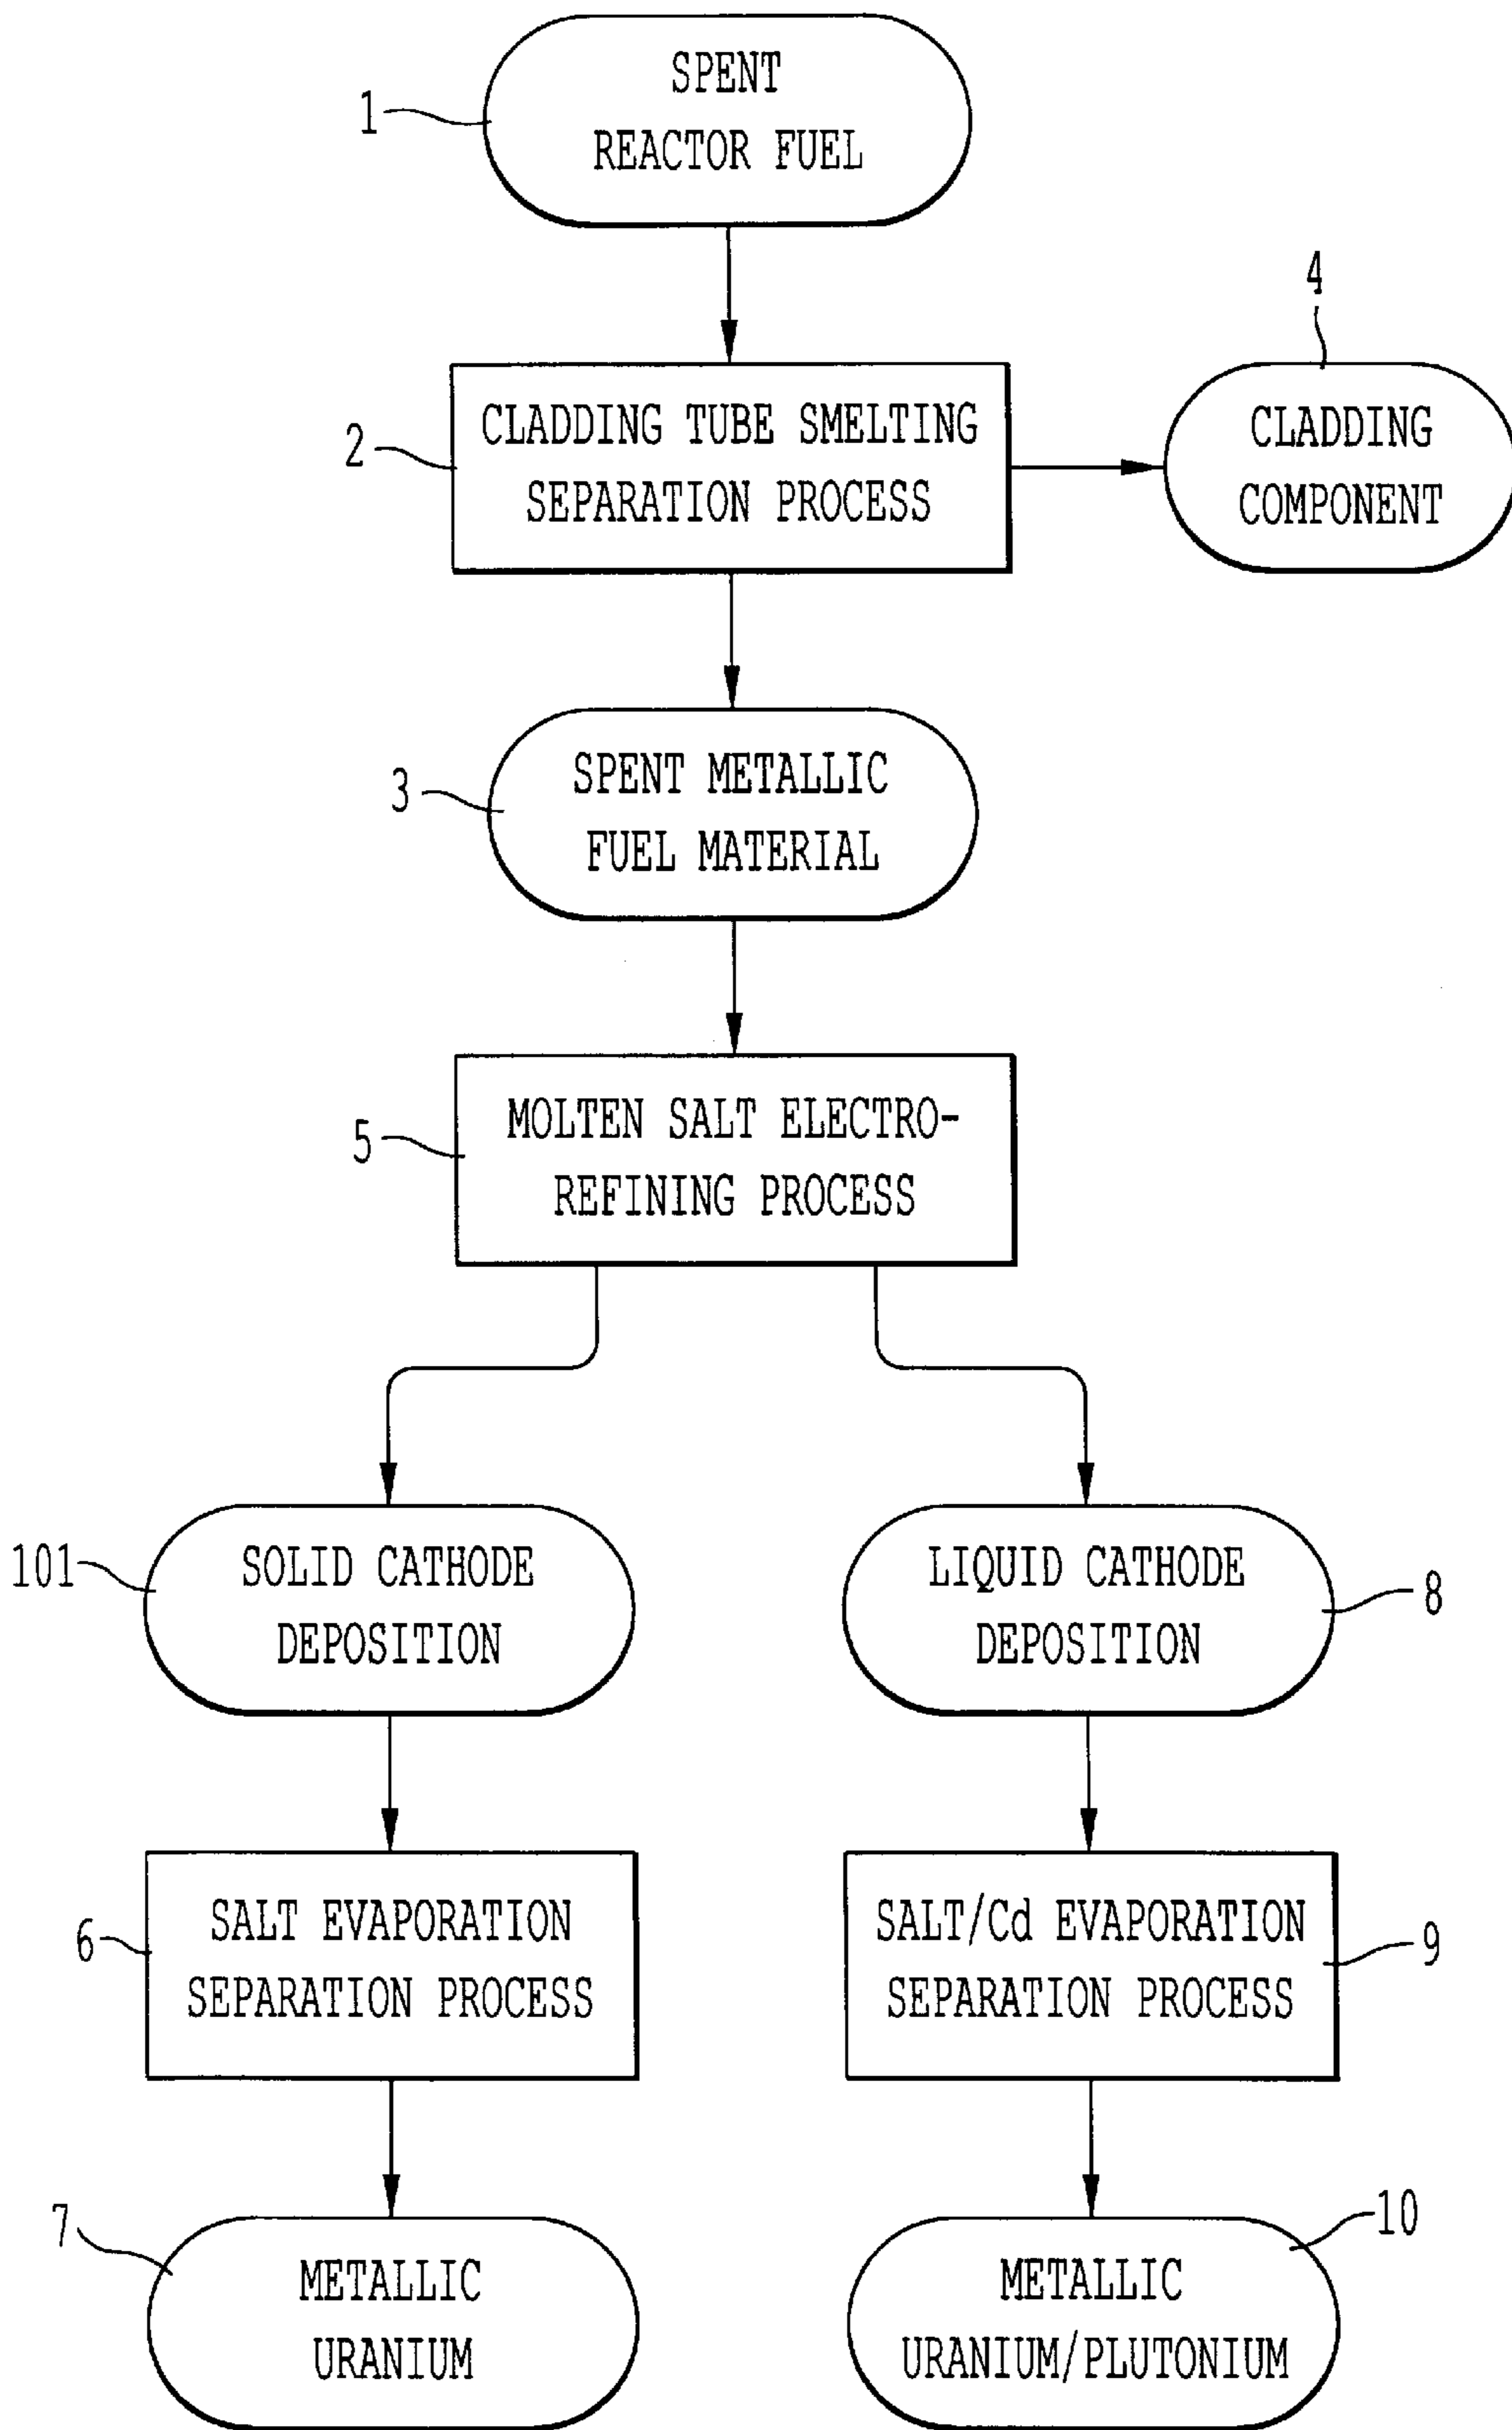 SPENT
REACTOR FUEL
1
CLADDING TUBE SMELTING
SEPARATION PROCESS
2
4
CLADDING
COMPONENT
SPENT METALLIC
FUEL MATERIAL
3
MOLTEN SALT ELECTRO-
REFINING PROCESS
5
101
SOLID CATHODE
DEPOSITION
LIQUID CATHODE
DEPOSITION
8
SALT EVAPORATION
SEPARATION PROCESS
6
SALT/Cd EVAPORATION
SEPARATION PROCESS
9
7
METALLIC
URANIUM
10
METALLIC
URANIUM/PLUTONIUM